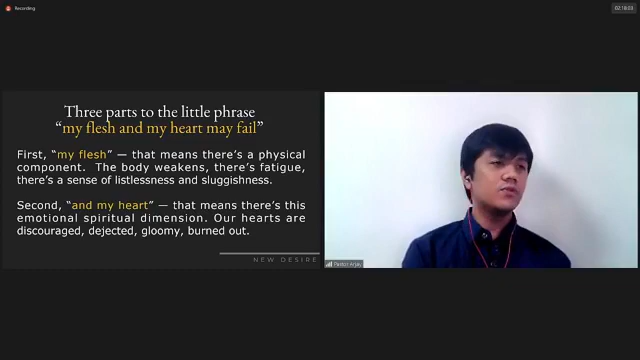 Recording
02:18:03
Three parts to the little phrase
“my flesh and my heart may fail”
First, “my flesh” — that means there’s a physical
component. The body weakens, there’s fatigue,
there’s a sense of listlessness and sluggishness.
Second, “and my heart” — that means there’s this
emotional spiritual dimension. Our hearts are
discouraged, dejected, gloomy, burned out.
NEW DESIRE
Pastor Arjay